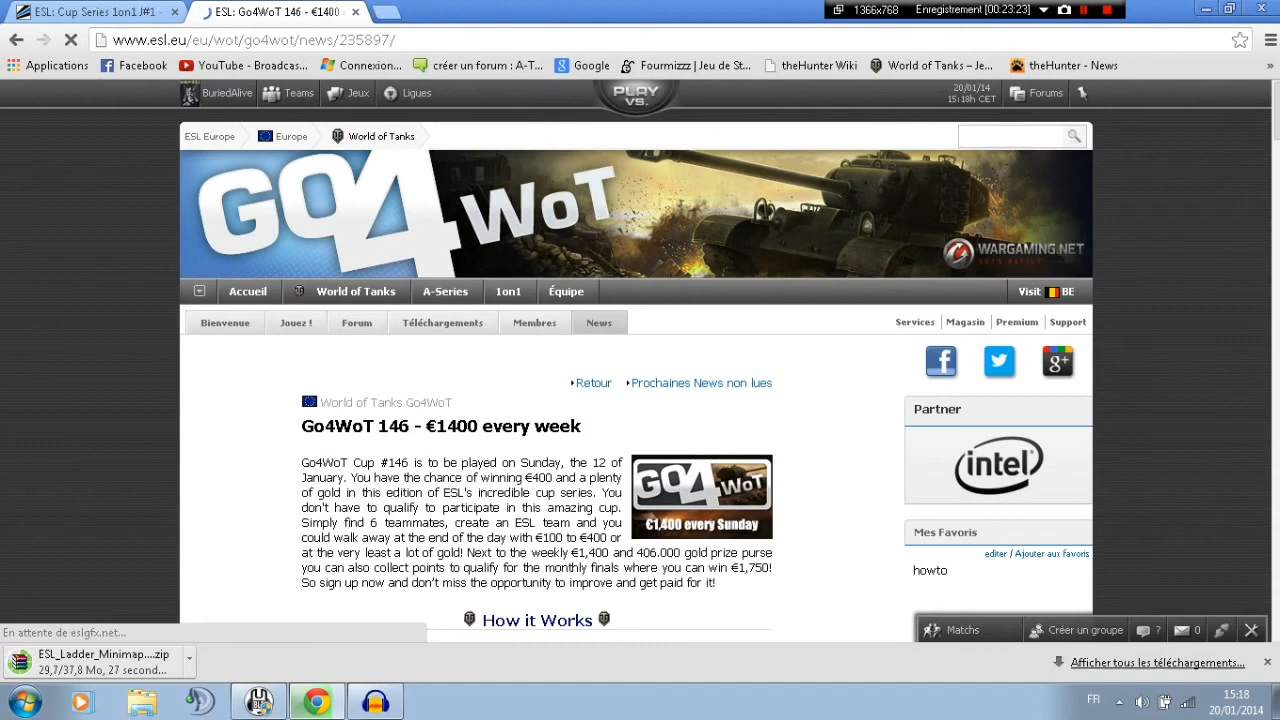 ESL: Cup Series 1on1 J#1 -
ESL: Go4WoT 146 - €1400
1366x768
Enregistrement [00:23:23]
www.esl.eu/eu/wot/go4wot/news/235897/
Applications
Facebook
YouTube - Broadcas...
Connexion...
créer un forum : A-T...
Google
Fourmizzz | Jeu de St...
theHunter Wiki
World of Tanks – Je...
theHunter - News
»
BuriedAlive
Teams
Jeux
Ligues
PLAY
VS.
20/01/14
15:18h CET
Forums
ESL Europe
Europe
World of Tanks
GO4WoT
WARGAMING.NET
LET'S BATTLE
Accueil
World of Tanks
A-Series
1on1
Équipe
Visit BE
Bienvenue
Jouez !
Forum
Téléchargements
Membres
News
Services
Magasin
Premium
Support
Retour
Prochaines News non lues
World of Tanks Go4WoT
Go4WoT 146 - €1400 every week
Go4WoT Cup #146 is to be played on Sunday, the 12 of
January. You have the chance of winning €400 and a plenty
of gold in this edition of ESL's incredible cup series. You
don't have to qualify to participate in this amazing cup.
Simply find 6 teammates, create an ESL team and you
could walk away at the end of the day with €100 to €400 or
at the very least a lot of gold! Next to the weekly €1,400 and 406.000 gold prize purse
you can also collect points to qualify for the monthly finals where you can win €1,750!
So sign up now and don't miss the opportunity to improve and get paid for it!
GO4WoT
€1,400 every Sunday
How it Works
f
g+
Partner
intel
Mes Favoris
editer / Ajouter aux favoris
howto
Matchs
Créer un groupe
?
0
En attente de eslgfx.net...
ESL_Ladder_Minimap....zip
29,7/37,8 Mo, 27 second...
Afficher tous les téléchargements...
FR
15:18
20/01/2014